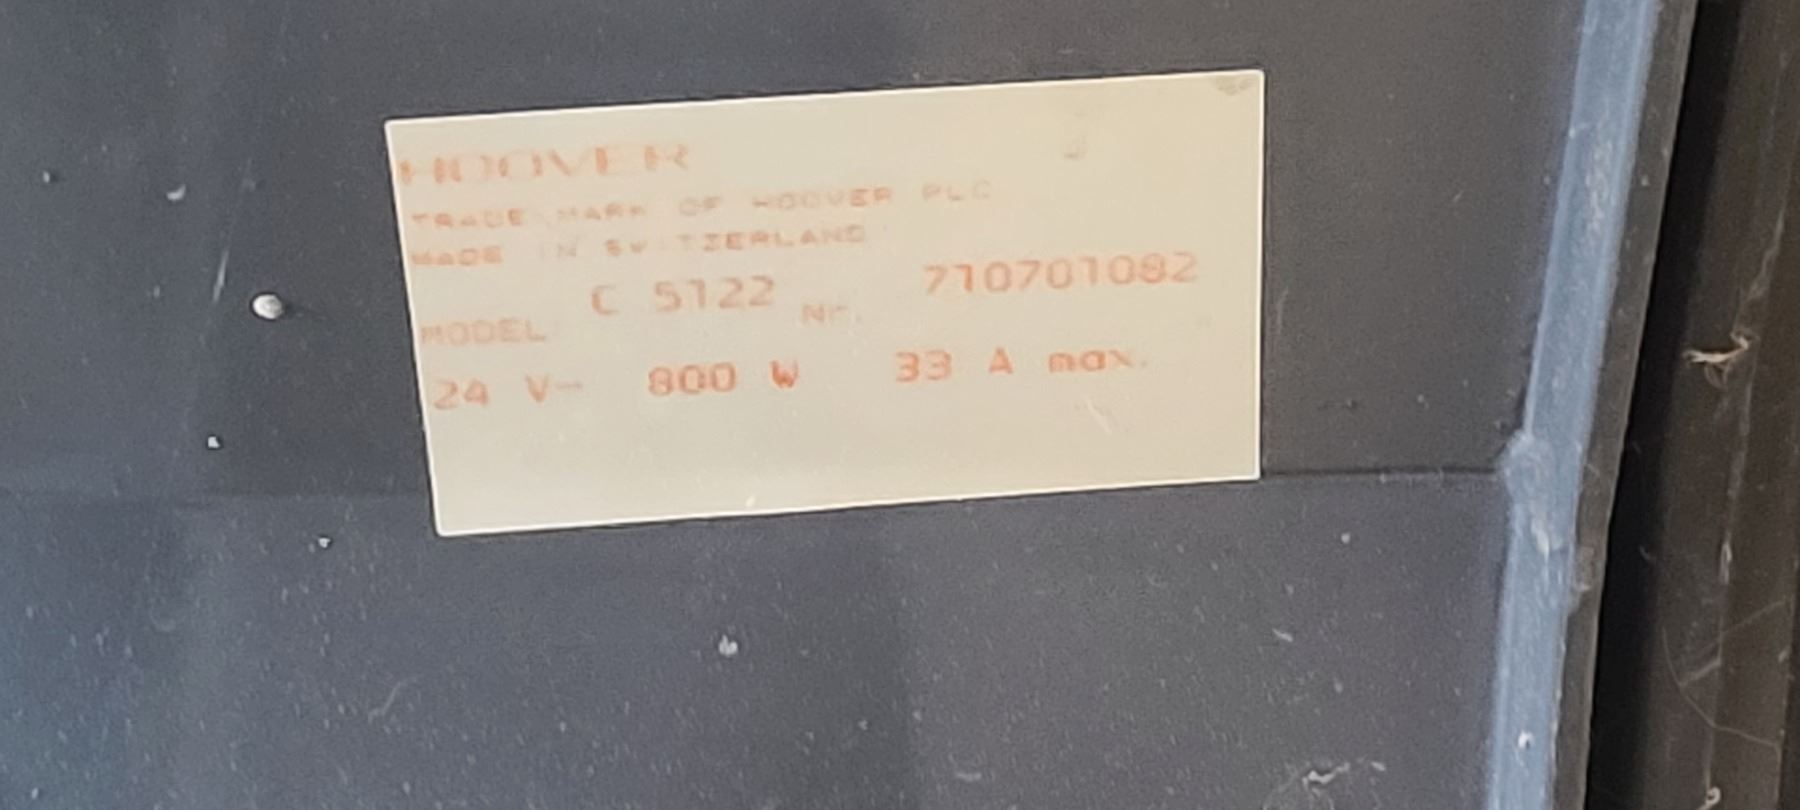 HOOVER
TRADE MARK OF HOOVER PLC
MADE IN SWITZERLAND
MODEL C 5122 Nr. 710701082
24 V- 800 W 33 A max.